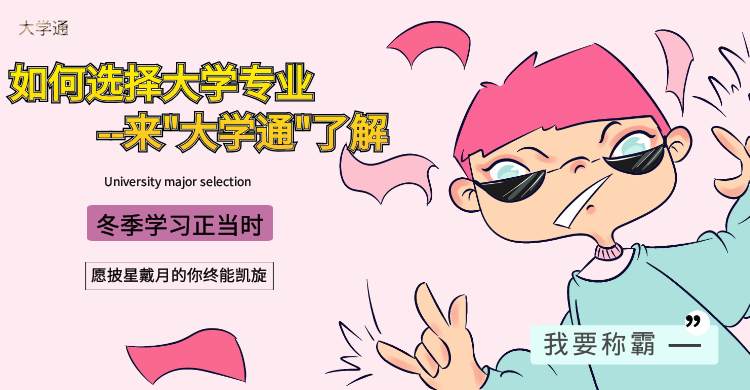 大学通
如何选择大学专业
--来"大学通"了解
University major selection
冬季学习正当时
愿披星戴月的你终能凯旋
我要称霸 —